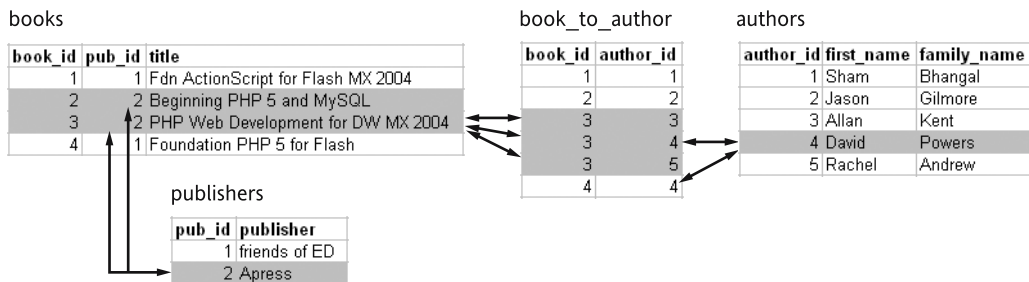 books
book_id pub_id title
1 1 Fdn ActionScript for Flash MX 2004
2 2 Beginning PHP 5 and MySQL
3 2 PHP Web Development for DW MX 2004
4 1 Foundation PHP 5 for Flash
publishers
pub_id publisher
1 friends of ED
2 Apress
book_to_author
book_id author_id
1 1
2 2
3 3
3 4
3 5
4 4
authors
author_id first_name family_name
1 Sham Bhangal
2 Jason Gilmore
3 Allan Kent
4 David Powers
5 Rachel Andrew